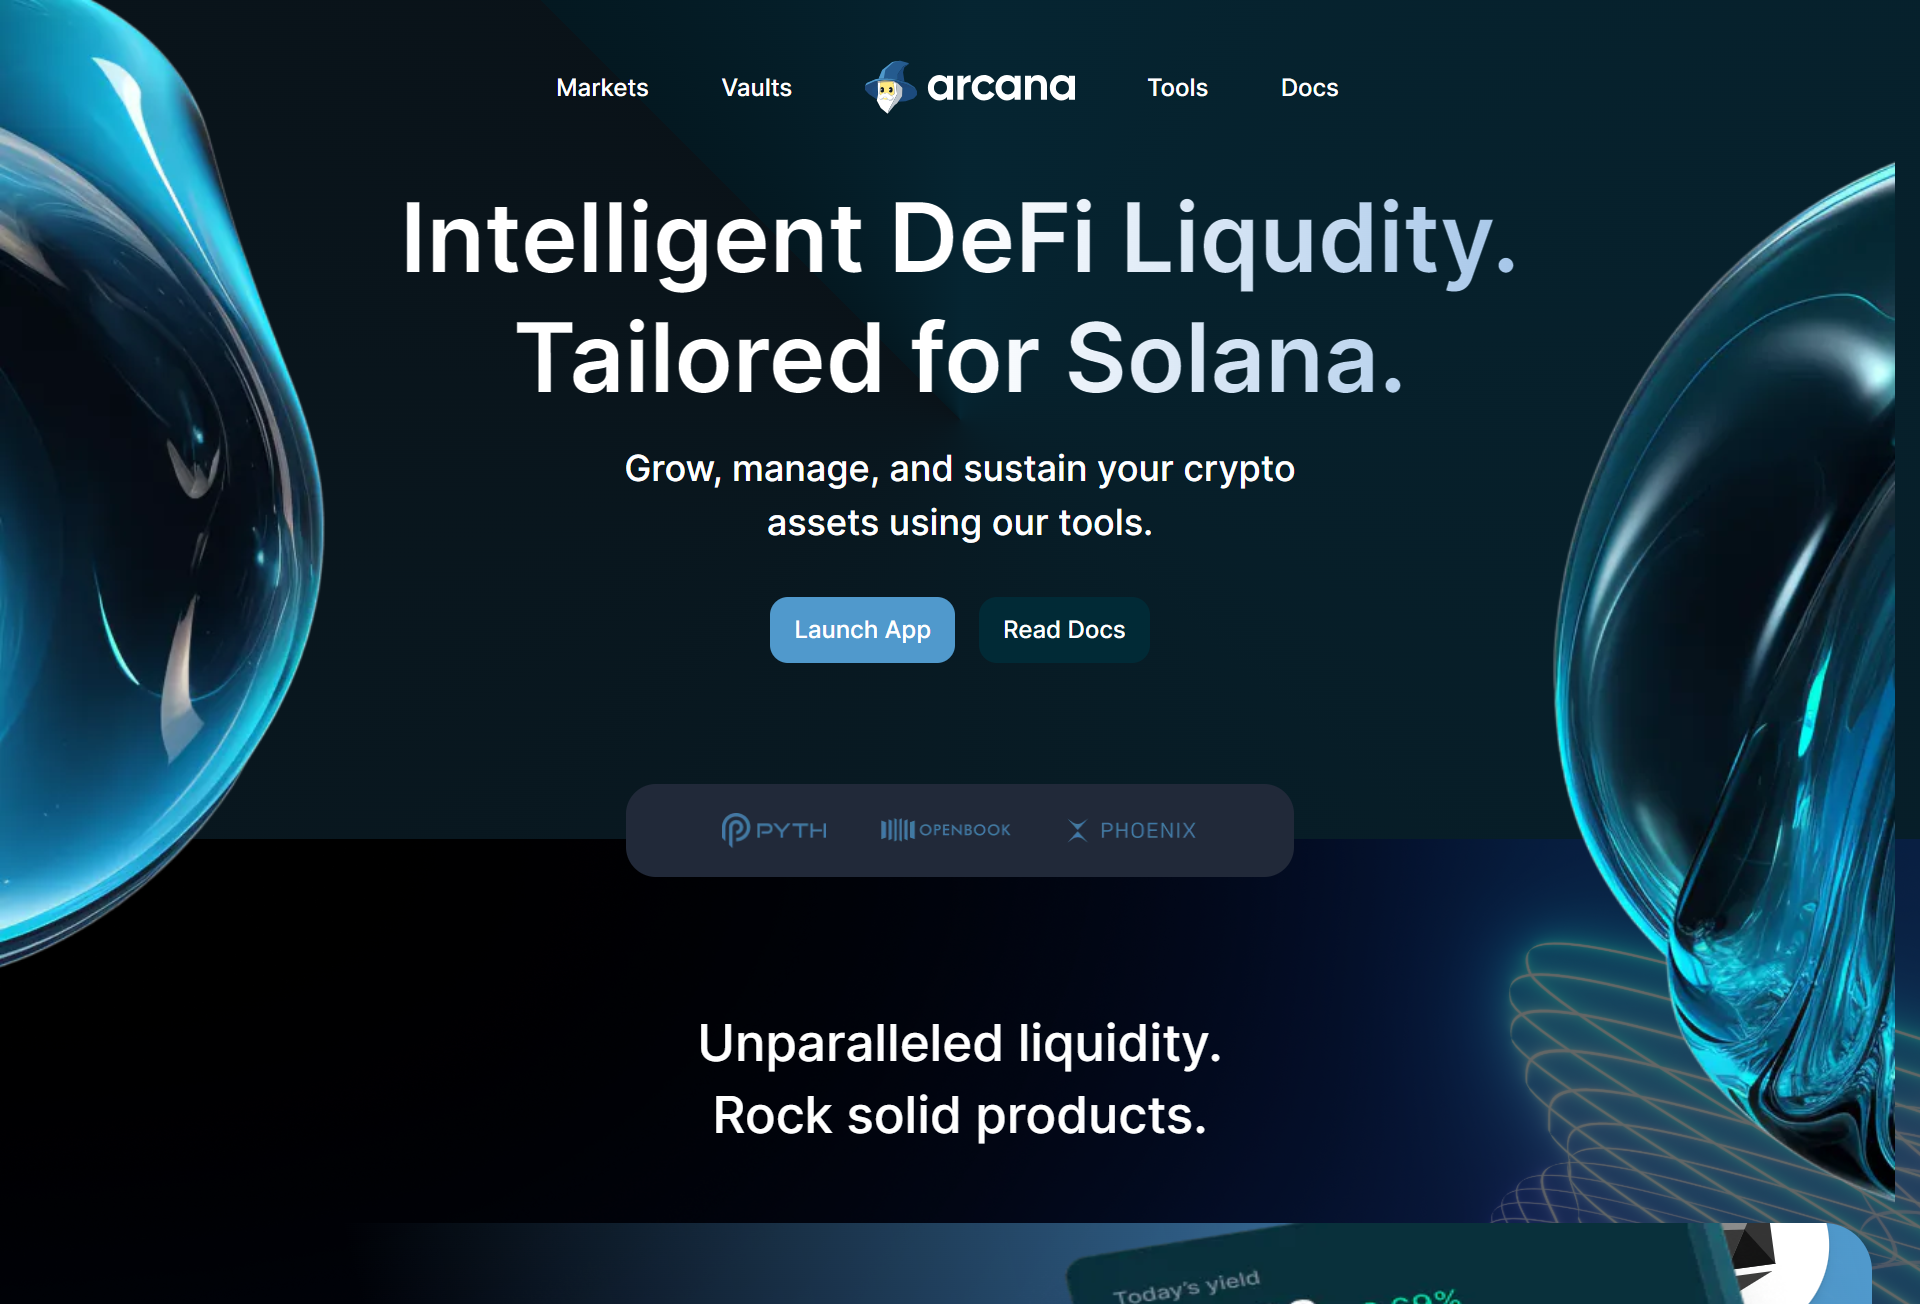 Markets
Vaults
arcana
Tools
Docs
Intelligent DeFi Liqudity.
Tailored for Solana.
Grow, manage, and sustain your crypto
assets using our tools.
Launch App
Read Docs
PYTH
OPENBOOK
PHOENIX
Unparalleled liquidity.
Rock solid products.
Today's yield